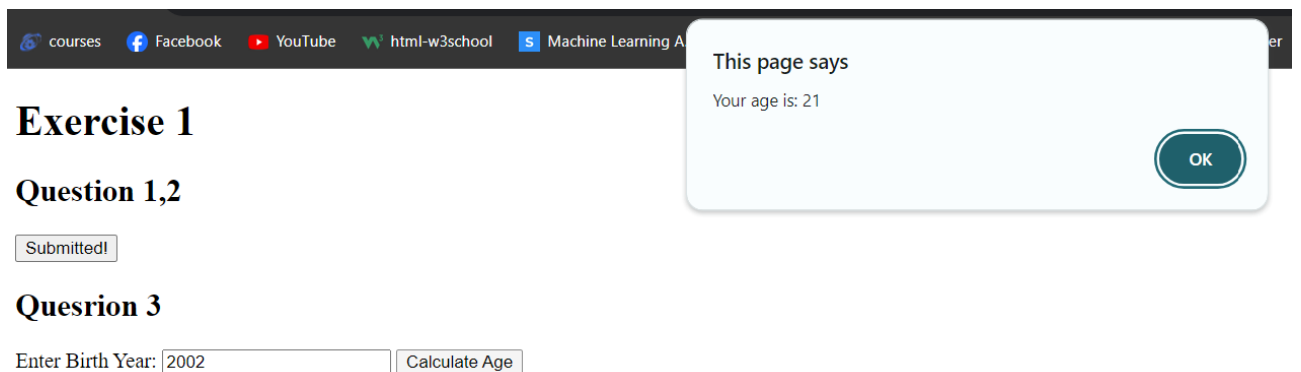 courses Facebook YouTube html-w3school Machine Learning A er
This page says
Your age is: 21
OK
Exercise 1
Question 1,2
Submitted!
Quesrion 3
Enter Birth Year: 2002 Calculate Age